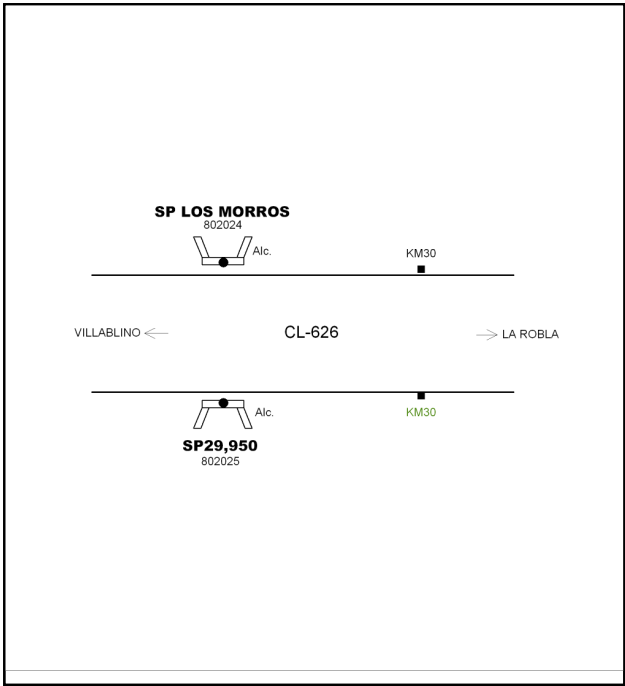 SP LOS MORROS
802024
Alc.
KM30
VILLABLINO
CL-626
LA ROBLA
Alc.
KM30
SP29,950
802025